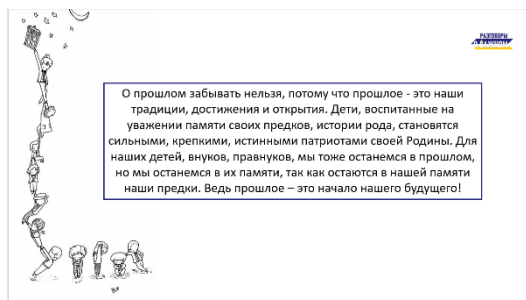 РАЗГОВОРЫ
О ВАЖНОМ
О прошлом забывать нельзя, потому что прошлое - это наши
традиции, достижения и открытия. Дети, воспитанные на
уважении памяти своих предков, истории рода, становятся
сильными, крепкими, истинными патриотами своей Родины. Для
наших детей, внуков, правнуков, мы тоже останемся в прошлом,
но мы останемся в их памяти, так как остаются в нашей памяти
наши предки. Ведь прошлое – это начало нашего будущего!